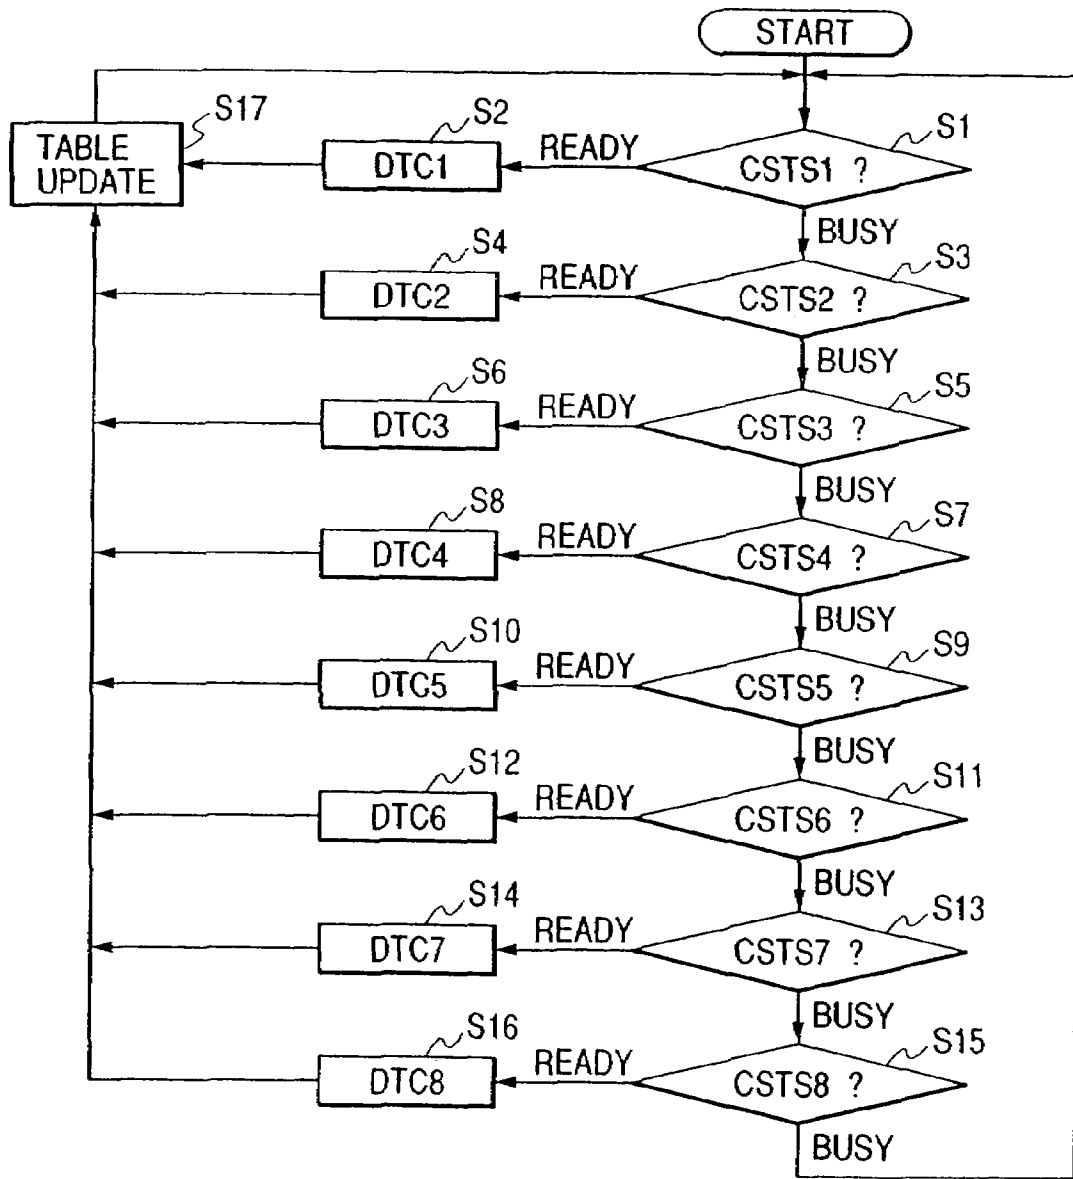 START
S17
S2
S1
TABLE
UPDATE
DTC1
READY
CSTS1 ?
BUSY
S4
S3
DTC2
READY
CSTS2 ?
BUSY
S6
S5
DTC3
READY
CSTS3 ?
BUSY
S8
S7
DTC4
READY
CSTS4 ?
BUSY
S10
S9
DTC5
READY
CSTS5 ?
BUSY
S12
S11
DTC6
READY
CSTS6 ?
BUSY
S14
S13
DTC7
READY
CSTS7 ?
BUSY
S16
S15
DTC8
READY
CSTS8 ?
BUSY